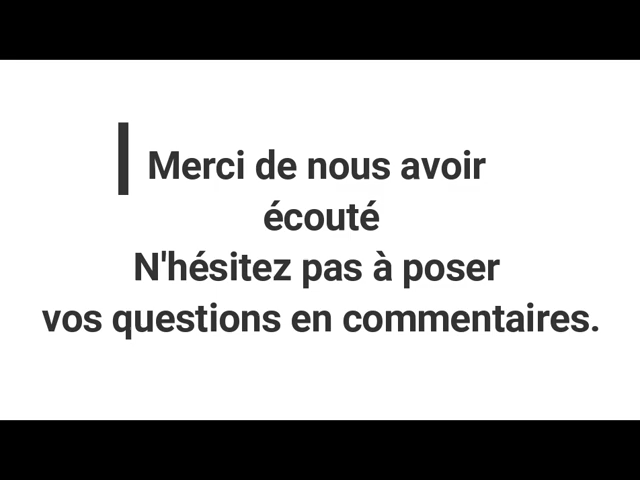 Merci de nous avoir
écouté
N'hésitez pas à poser
vos questions en commentaires.